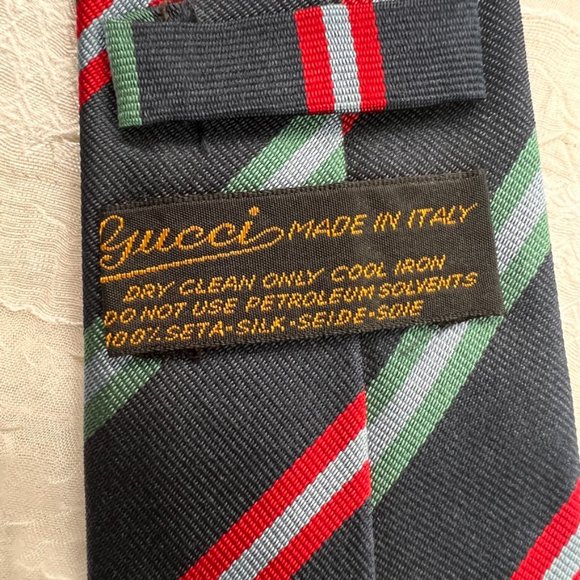 Gucci MADE IN ITALY
DRY CLEAN ONLY COOL IRON
DO NOT USE PETROLEUM SOLVENTS
100% SETA-SILK-SEIDE-SOIE